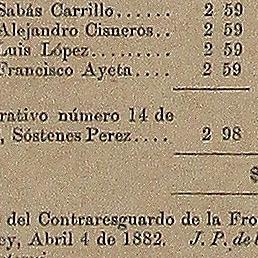 Sabás Carrillo...... 2 59
Alejandro Cisneros.. 2 59
Luis López.......... 2 59
Francisco Ayeta..... 2 59
rativo número 14 de
, Sóstenes Perez.... 2 98
$
del Contraresguardo de la Fro
ey, Abril 4 de 1882. J. P. de l